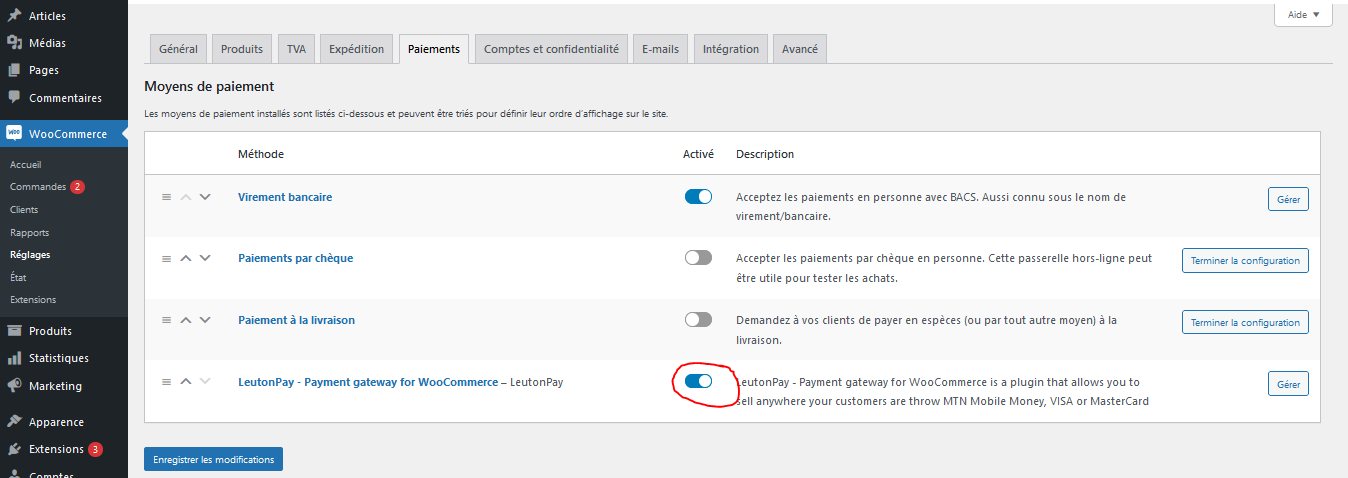 Articles
Médias
Pages
Commentaires
woo WooCommerce
Accueil
Commandes 2
Clients
Rapports
Réglages
État
Extensions
Produits
Statistiques
Marketing
Apparence
Extensions 3
Comptes
Aide
Général Produits TVA Expédition Paiements Comptes et confidentialité E-mails Intégration Avancé
Moyens de paiement
Les moyens de paiement installés sont listés ci-dessous et peuvent être triés pour définir leur ordre d'affichage sur le site.
Méthode Activé Description
Virement bancaire Acceptez les paiements en personne avec BACS. Aussi connu sous le nom de Gérer
virement/bancaire.
Paiements par chèque Accepter les paiements par chèque en personne. Cette passerelle hors-ligne peut Terminer la configuration
être utile pour tester les achats.
Paiement à la livraison Demandez à vos clients de payer en espèces (ou par tout autre moyen) à la Terminer la configuration
livraison.
LeutonPay - Payment gateway for WooCommerce – LeutonPay LeutonPay - Payment gateway for WooCommerce is a plugin that allows you to Gérer
sell anywhere your customers are throw MTN Mobile Money, VISA or MasterCard
Enregistrer les modifications